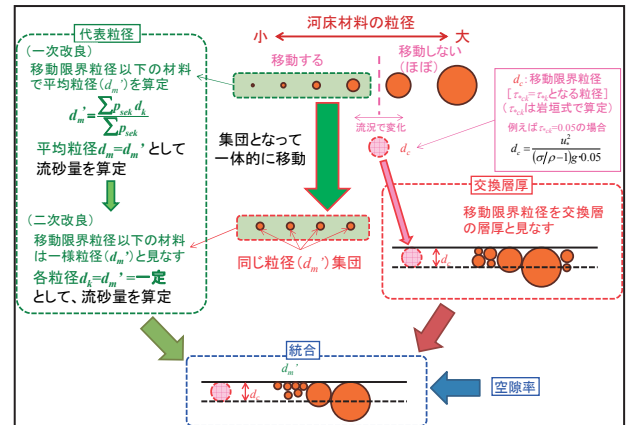 河床材料の粒径
小
大
代表粒径
(一次改良)
移動限界粒径以下の材料
で平均粒径(dm’)を算定
dm’=∑psek dk/∑psek
平均粒径dm=dm’として
流砂量を算定
(二次改良)
移動限界粒径以下の材料
は一様粒径(dm’)と見なす
各粒径dk=dm’=一定
として、流砂量を算定
移動する
移動しない
(ほぼ)
流況で変化
dc
集団となって
一体的に移動
同じ粒径(dm’)集団
dc:移動限界粒径
[τ*ck=τ*kとなる粒径]
(τ*ckは岩垣式で算定)
例えばτ*ck=0.05の場合
dc=u*2/(σ/ρ−1)g·0.05
交換層厚
移動限界粒径を交換層
の層厚と見なす
dc
統合
dm’
dc
空隙率